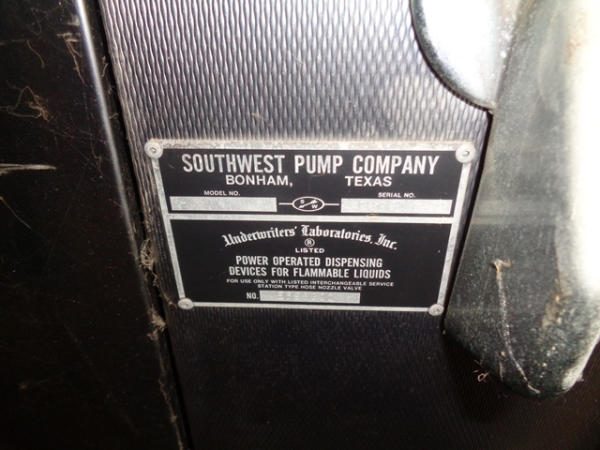 SOUTHWEST PUMP COMPANY
BONHAM, TEXAS
MODEL NO. SERIAL NO.
S W
Underwriters' Laboratories, Inc.
®
LISTED
POWER OPERATED DISPENSING
DEVICES FOR FLAMMABLE LIQUIDS
FOR USE ONLY WITH LISTED INTERCHANGEABLE SERVICE
STATION TYPE HOSE NOZZLE VALVE
NO.